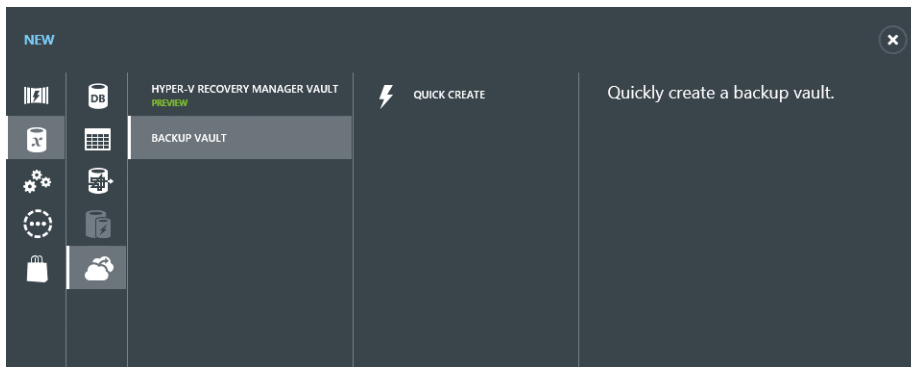 NEW
HYPER-V RECOVERY MANAGER VAULT
PREVIEW
BACKUP VAULT
QUICK CREATE
Quickly create a backup vault.
x
DB